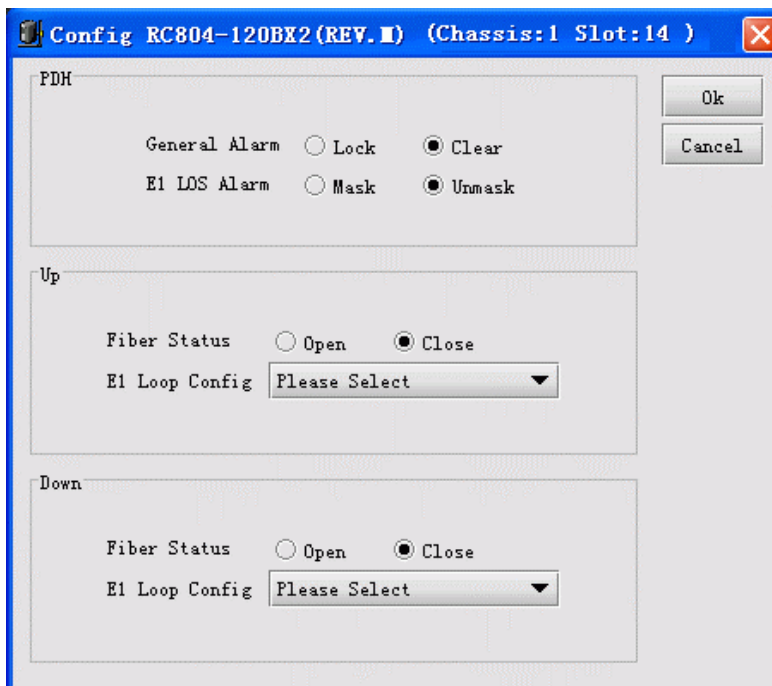 Config RC804-120BX2(REV.M) (Chassis:1 Slot:14 )
PDH
Ok
General Alarm Lock Clear
Cancel
E1 LOS Alarm Mask Unmask
Up
Fiber Status Open Close
E1 Loop Config Please Select
Down
Fiber Status Open Close
E1 Loop Config Please Select